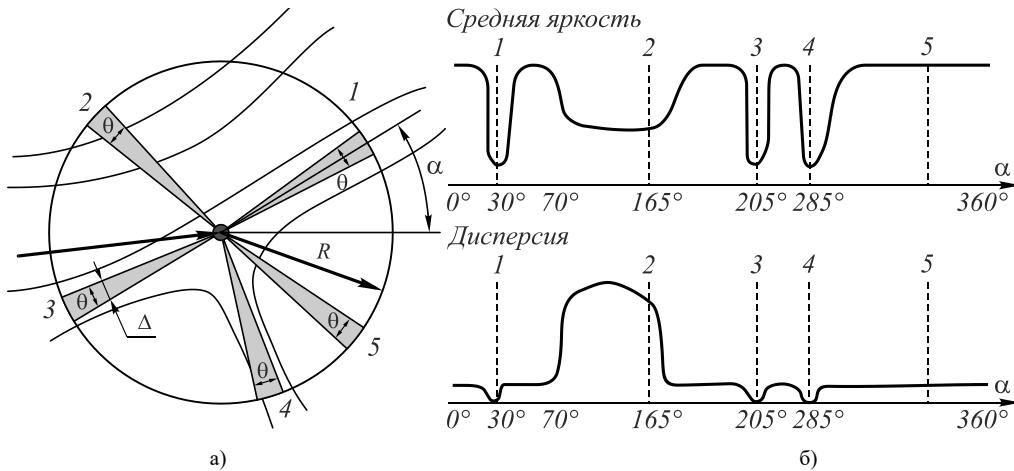 1
2
θ
θ
α
R
3
θ
Δ
θ
5
θ
4
а)
Средняя яркость
1 2 3 4 5
α
0° 30° 70° 165° 205° 285° 360°
Дисперсия
1 2 3 4 5
α
0° 30° 70° 165° 205° 285° 360°
б)